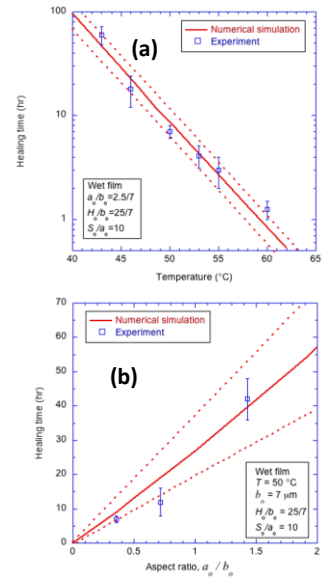 100
10
1
40 45 50 55 60 65
Healing time (hr)
Temperature (°C)
Numerical simulation
Experiment
(a)
Wet film
a_o/b_o=2.5/7
H_o/b_o=25/7
S_o/a_o=10
70
60
50
40
30
20
10
0
0 0.5 1 1.5 2
Healing time (hr)
Aspect ratio, a_o / b_o
Numerical simulation
Experiment
(b)
Wet film
T = 50 °C
b_o = 7 μm
H_o/b_o = 25/7
S_o/a_o = 10